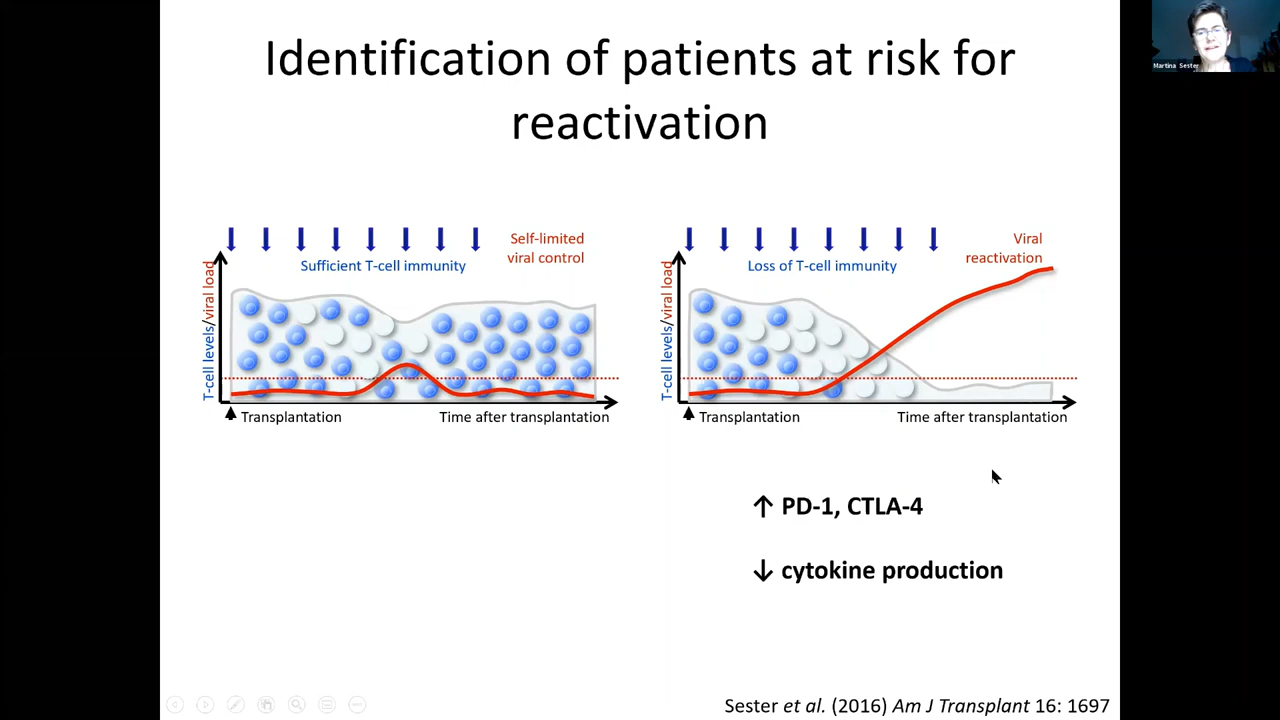 Identification of patients at risk for
reactivation
Martina Sester
Self-limited
viral control
Sufficient T-cell immunity
T-cell levels/viral load
Transplantation
Time after transplantation
Viral
reactivation
Loss of T-cell immunity
T-cell levels/viral load
Transplantation
Time after transplantation
↑ PD-1, CTLA-4
↓ cytokine production
Sester et al. (2016) Am J Transplant 16: 1697